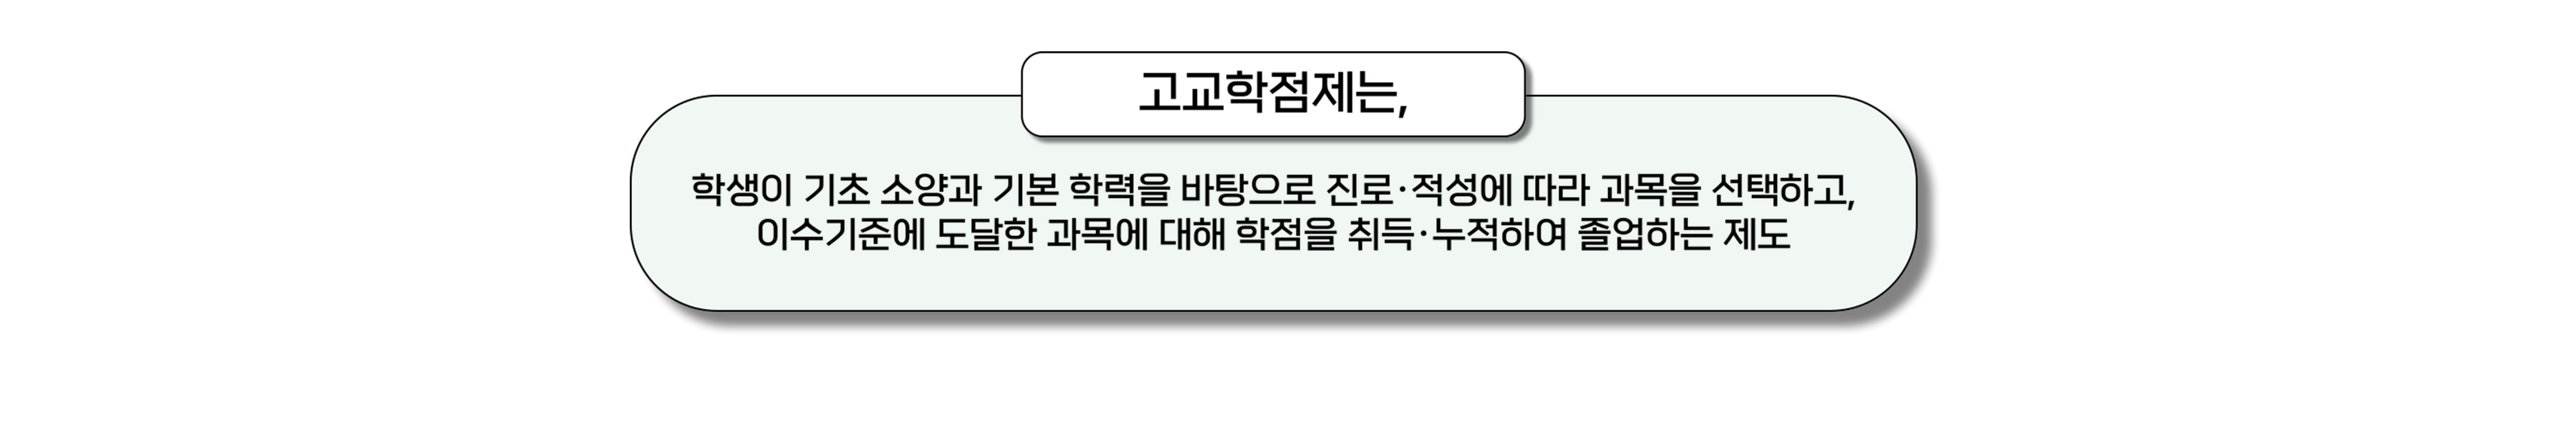 고교학점제는,
학생이 기초 소양과 기본 학력을 바탕으로 진로·적성에 따라 과목을 선택하고,
이수기준에 도달한 과목에 대해 학점을 취득·누적하여 졸업하는 제도